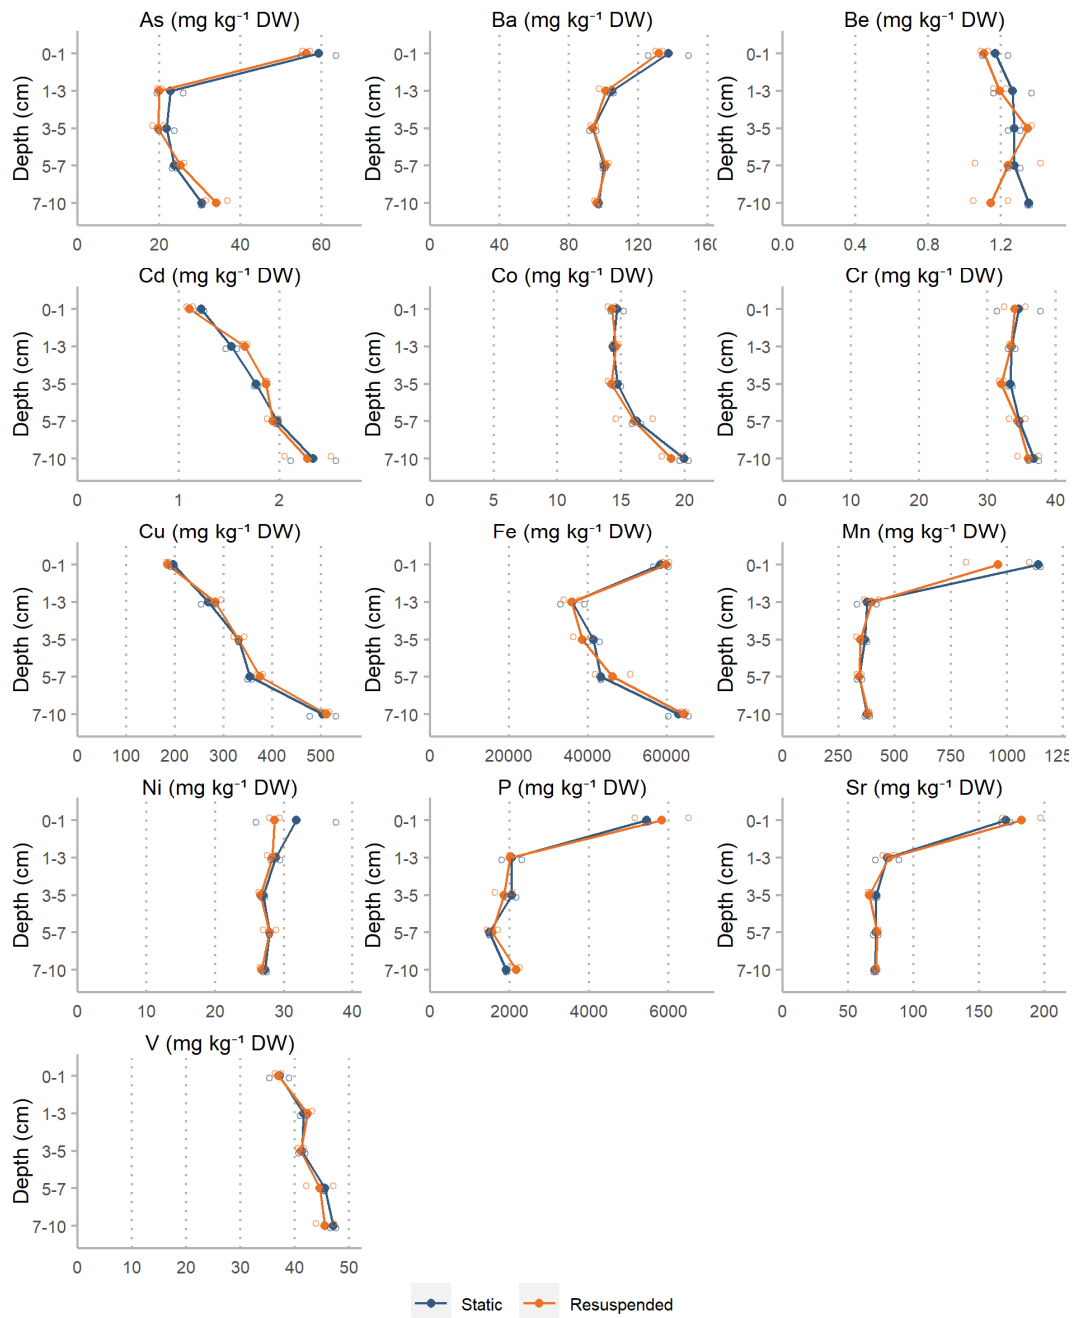 As (mg kg⁻¹ DW) Ba (mg kg⁻¹ DW) Be (mg kg⁻¹ DW)
Depth (cm) Depth (cm) Depth (cm)
0-1 0-1 0-1
1-3 1-3 1-3
3-5 3-5 3-5
5-7 5-7 5-7
7-10 7-10 7-10
0 20 40 60 0 40 80 120 160 0.0 0.4 0.8 1.2
Cd (mg kg⁻¹ DW) Co (mg kg⁻¹ DW) Cr (mg kg⁻¹ DW)
Depth (cm) Depth (cm) Depth (cm)
0-1 0-1 0-1
1-3 1-3 1-3
3-5 3-5 3-5
5-7 5-7 5-7
7-10 7-10 7-10
0 1 2 0 5 10 15 20 0 10 20 30 40
Cu (mg kg⁻¹ DW) Fe (mg kg⁻¹ DW) Mn (mg kg⁻¹ DW)
Depth (cm) Depth (cm) Depth (cm)
0-1 0-1 0-1
1-3 1-3 1-3
3-5 3-5 3-5
5-7 5-7 5-7
7-10 7-10 7-10
0 100 200 300 400 500 0 20000 40000 60000 0 250 500 750 1000 125
Ni (mg kg⁻¹ DW) P (mg kg⁻¹ DW) Sr (mg kg⁻¹ DW)
Depth (cm) Depth (cm) Depth (cm)
0-1 0-1 0-1
1-3 1-3 1-3
3-5 3-5 3-5
5-7 5-7 5-7
7-10 7-10 7-10
0 10 20 30 40 0 2000 4000 6000 0 50 100 150 200
V (mg kg⁻¹ DW)
Depth (cm)
0-1
1-3
3-5
5-7
7-10
0 10 20 30 40 50
Static Resuspended